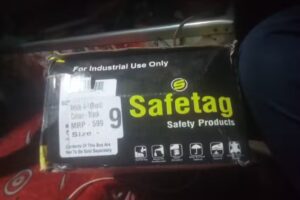 For Industrial Use Only
Colour:- Black
MRP - 599
Size:-
9
Safetag
Safety Products
Contents Of This Box Are
Not To Be Sold Separately